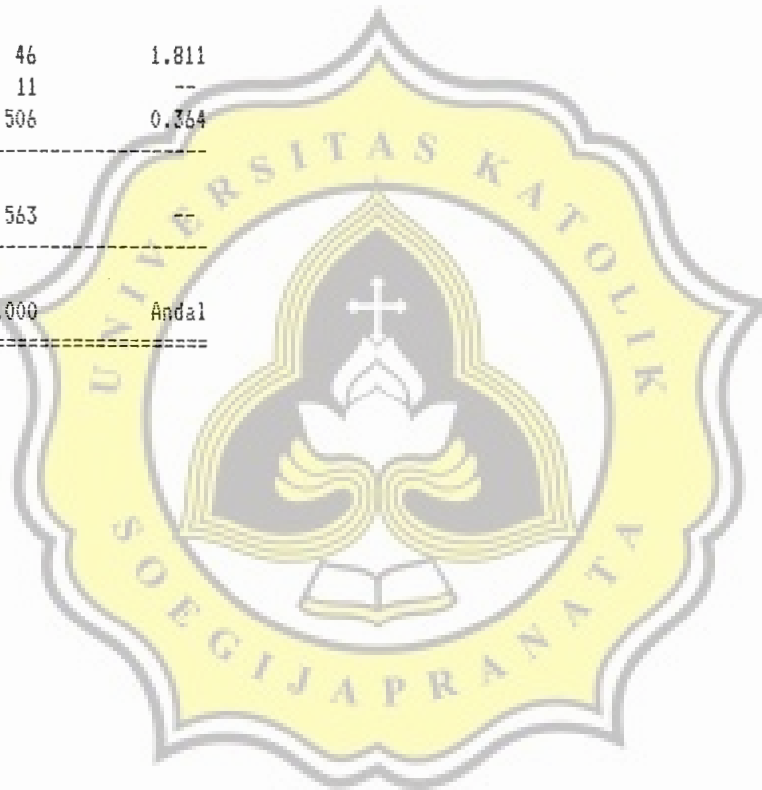 46 1.811
11 --
506 0.364
--------------------
563 --
--------------------
.000 Andal
====================
UNIVERSITAS KATOLIK
SOEGIJAPRANATA